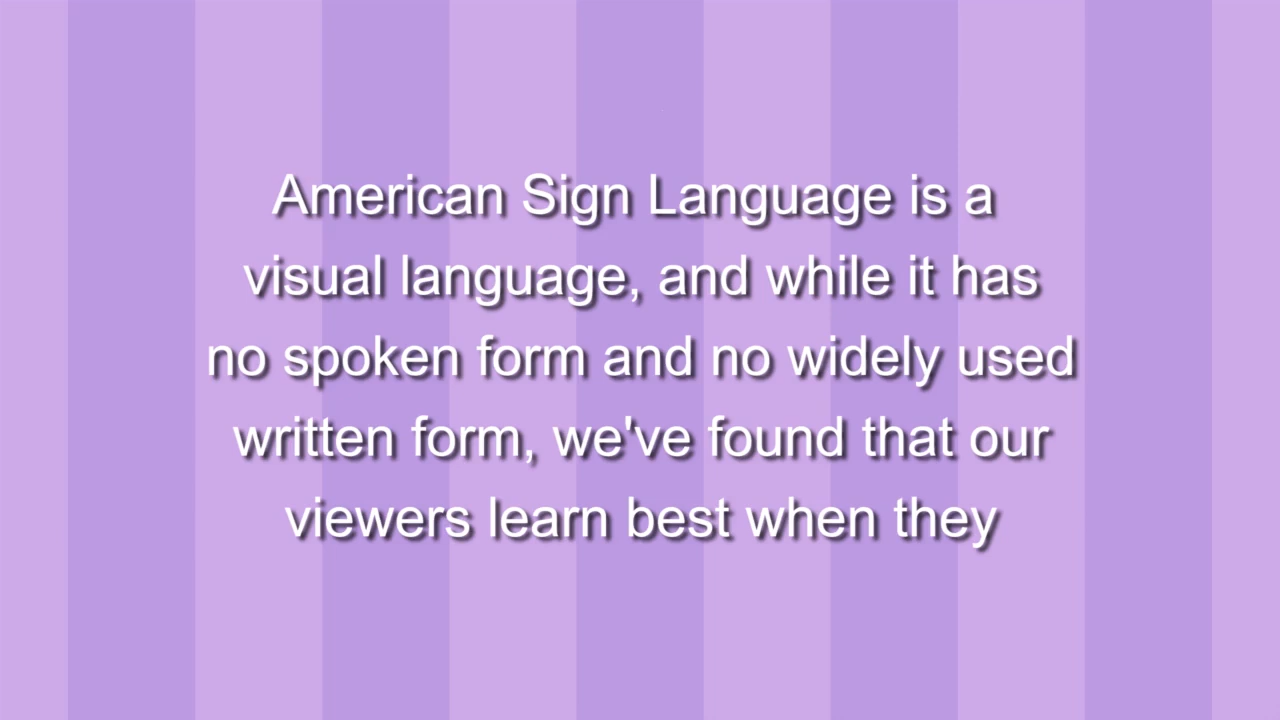 American Sign Language is a
visual language, and while it has
no spoken form and no widely used
written form, we've found that our
viewers learn best when they